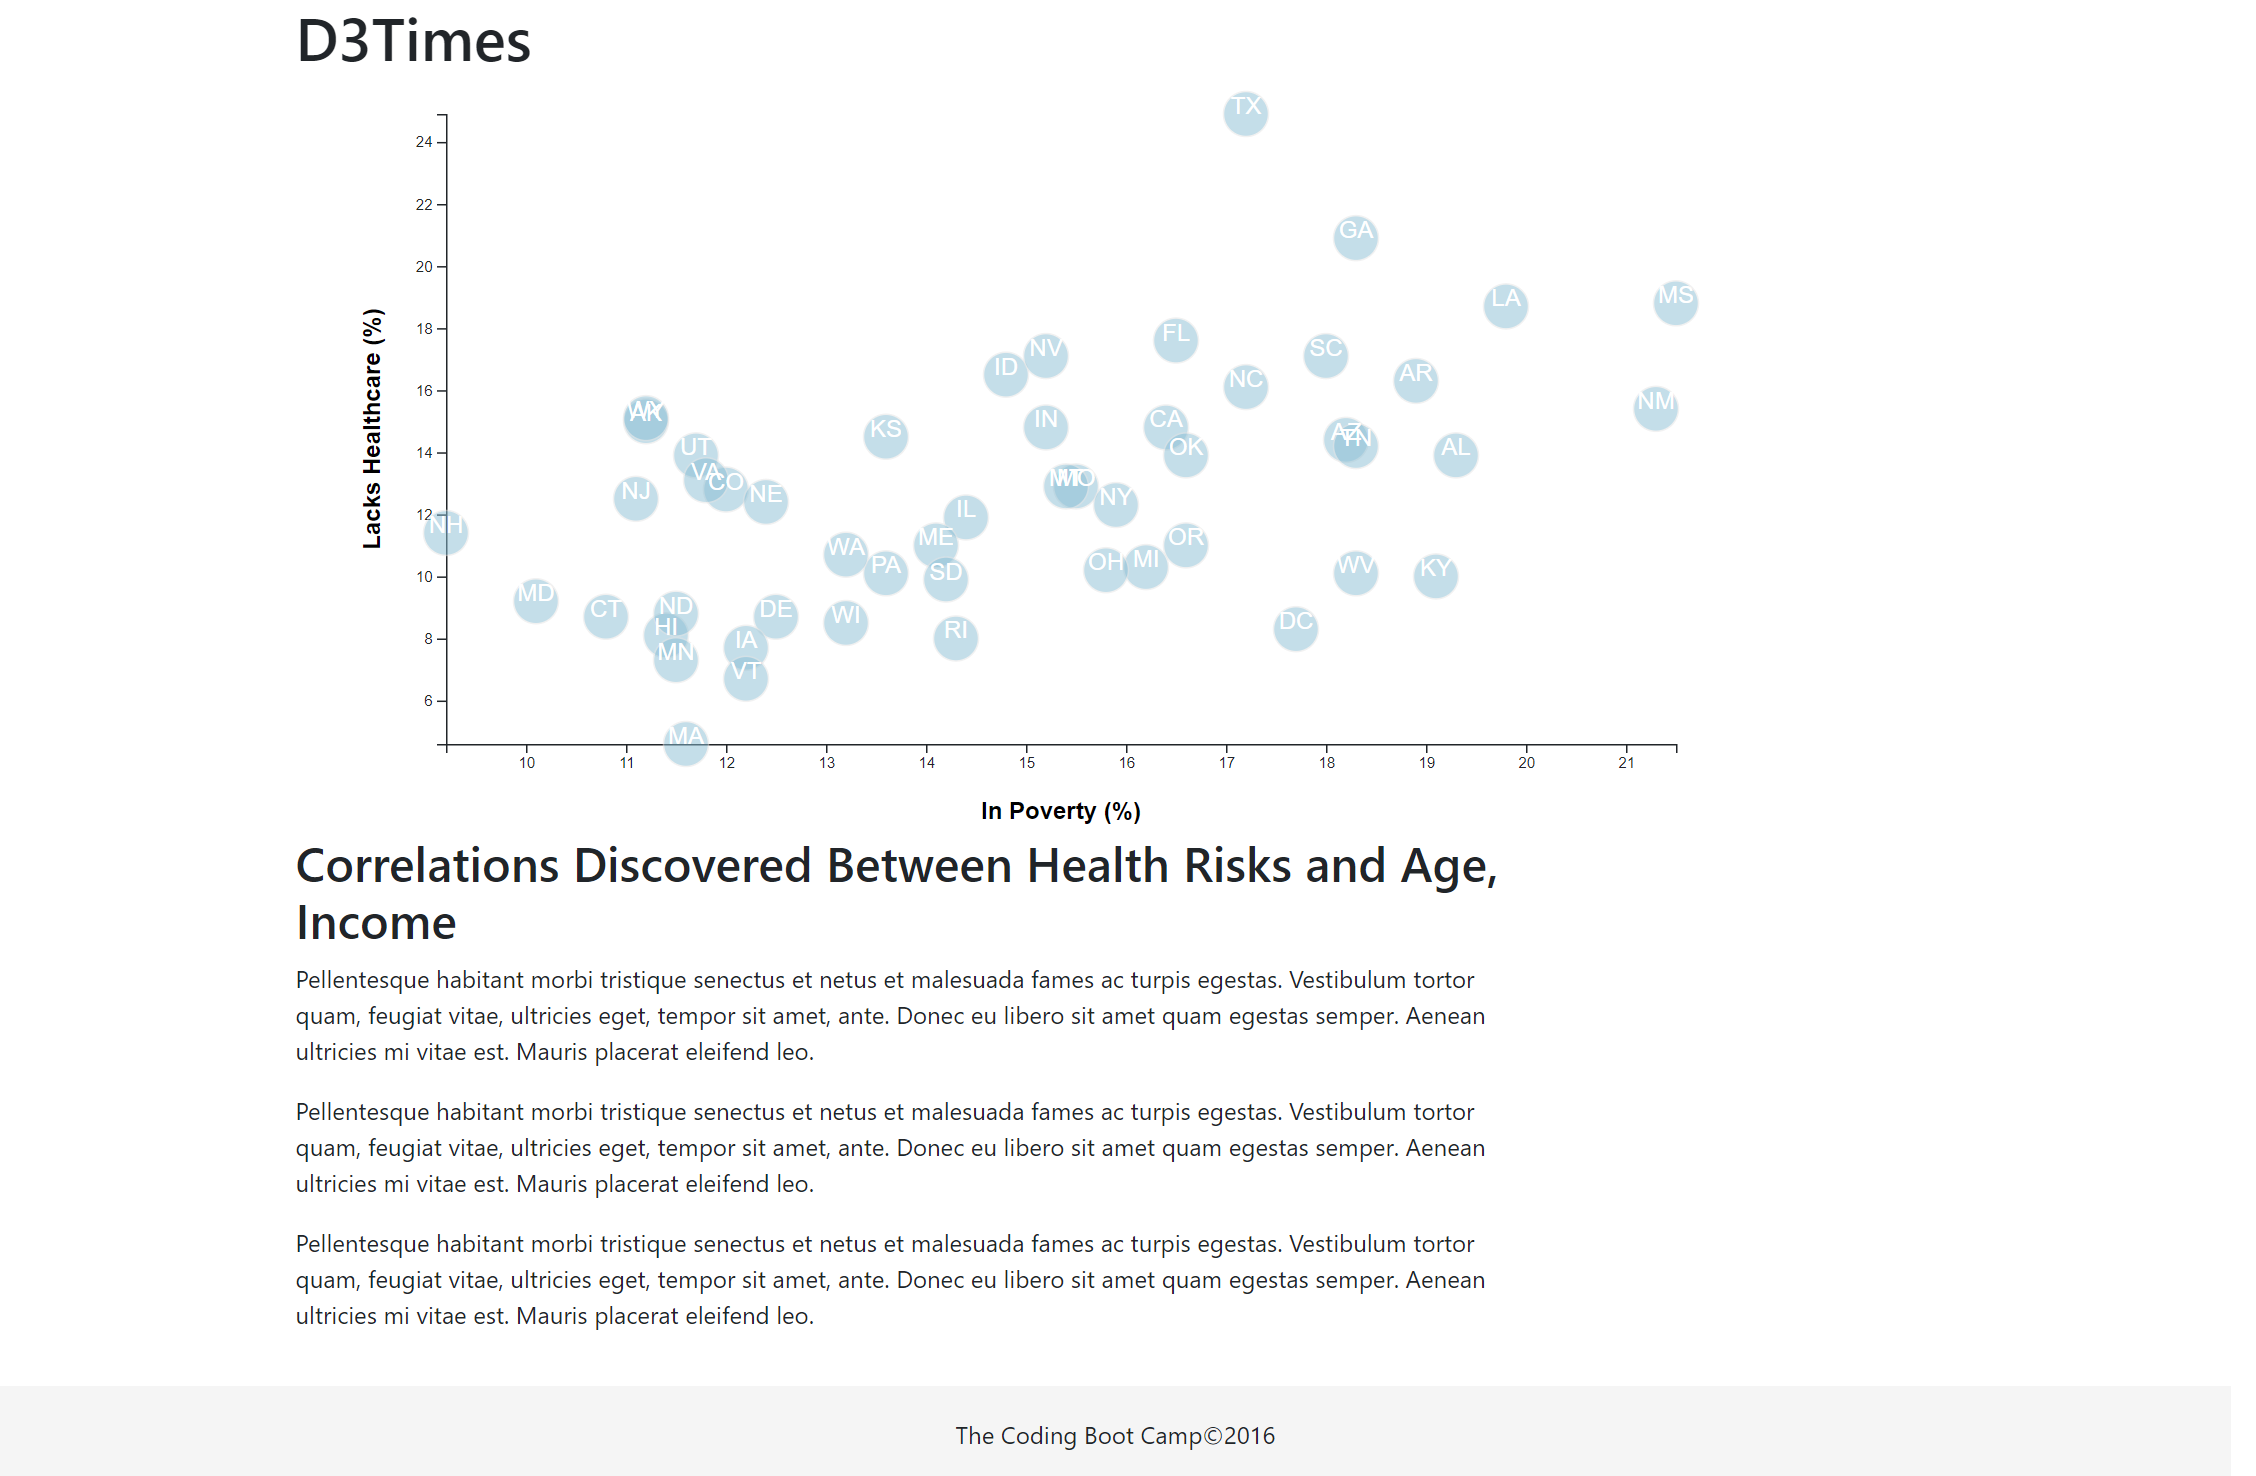 D3Times
TX
24
22
GA
20
LA
MS
Lacks Healthcare (%)
18
FL
NV
SC
ID
AR
NC
16
NM
WY
AK
IN
CA
KS
AZ
TN
14
UT
OK
AL
VA
CO
MT
MO
NJ
NE
NY
12
NH
IL
ME
OR
WA
OH
MI
10
PA
SD
WV
KY
MD
CT
ND
DE
WI
DC
8
HI
RI
IA
MN
VT
6
MA
10 11 12 13 14 15 16 17 18 19 20 21
In Poverty (%)
Correlations Discovered Between Health Risks and Age,
Income
Pellentesque habitant morbi tristique senectus et netus et malesuada fames ac turpis egestas. Vestibulum tortor
quam, feugiat vitae, ultricies eget, tempor sit amet, ante. Donec eu libero sit amet quam egestas semper. Aenean
ultricies mi vitae est. Mauris placerat eleifend leo.
Pellentesque habitant morbi tristique senectus et netus et malesuada fames ac turpis egestas. Vestibulum tortor
quam, feugiat vitae, ultricies eget, tempor sit amet, ante. Donec eu libero sit amet quam egestas semper. Aenean
ultricies mi vitae est. Mauris placerat eleifend leo.
Pellentesque habitant morbi tristique senectus et netus et malesuada fames ac turpis egestas. Vestibulum tortor
quam, feugiat vitae, ultricies eget, tempor sit amet, ante. Donec eu libero sit amet quam egestas semper. Aenean
ultricies mi vitae est. Mauris placerat eleifend leo.
The Coding Boot Camp©2016